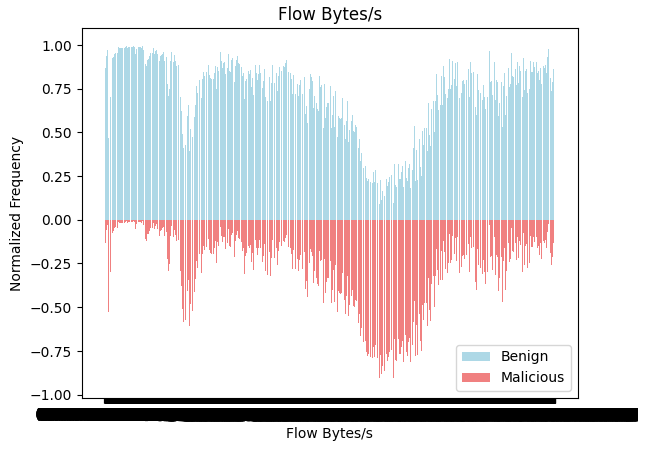 Flow Bytes/s
1.00
0.75
0.50
0.25
0.00
−0.25
−0.50
−0.75
−1.00
Normalized Frequency
Benign
Malicious
Flow Bytes/s